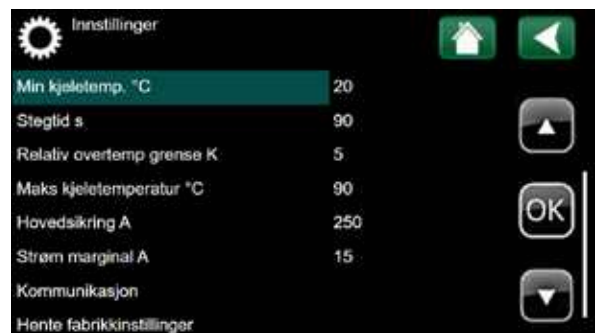 Innstillinger
Min kjeletemp. °C 20
Stegtid s 90
Relativ overtemp grense K 5
Maks kjeletemperatur °C 90
Hovedsikring A 250
Strøm marginal A 15
Kommunikasjon
Hente fabrikkinstillinger
OK